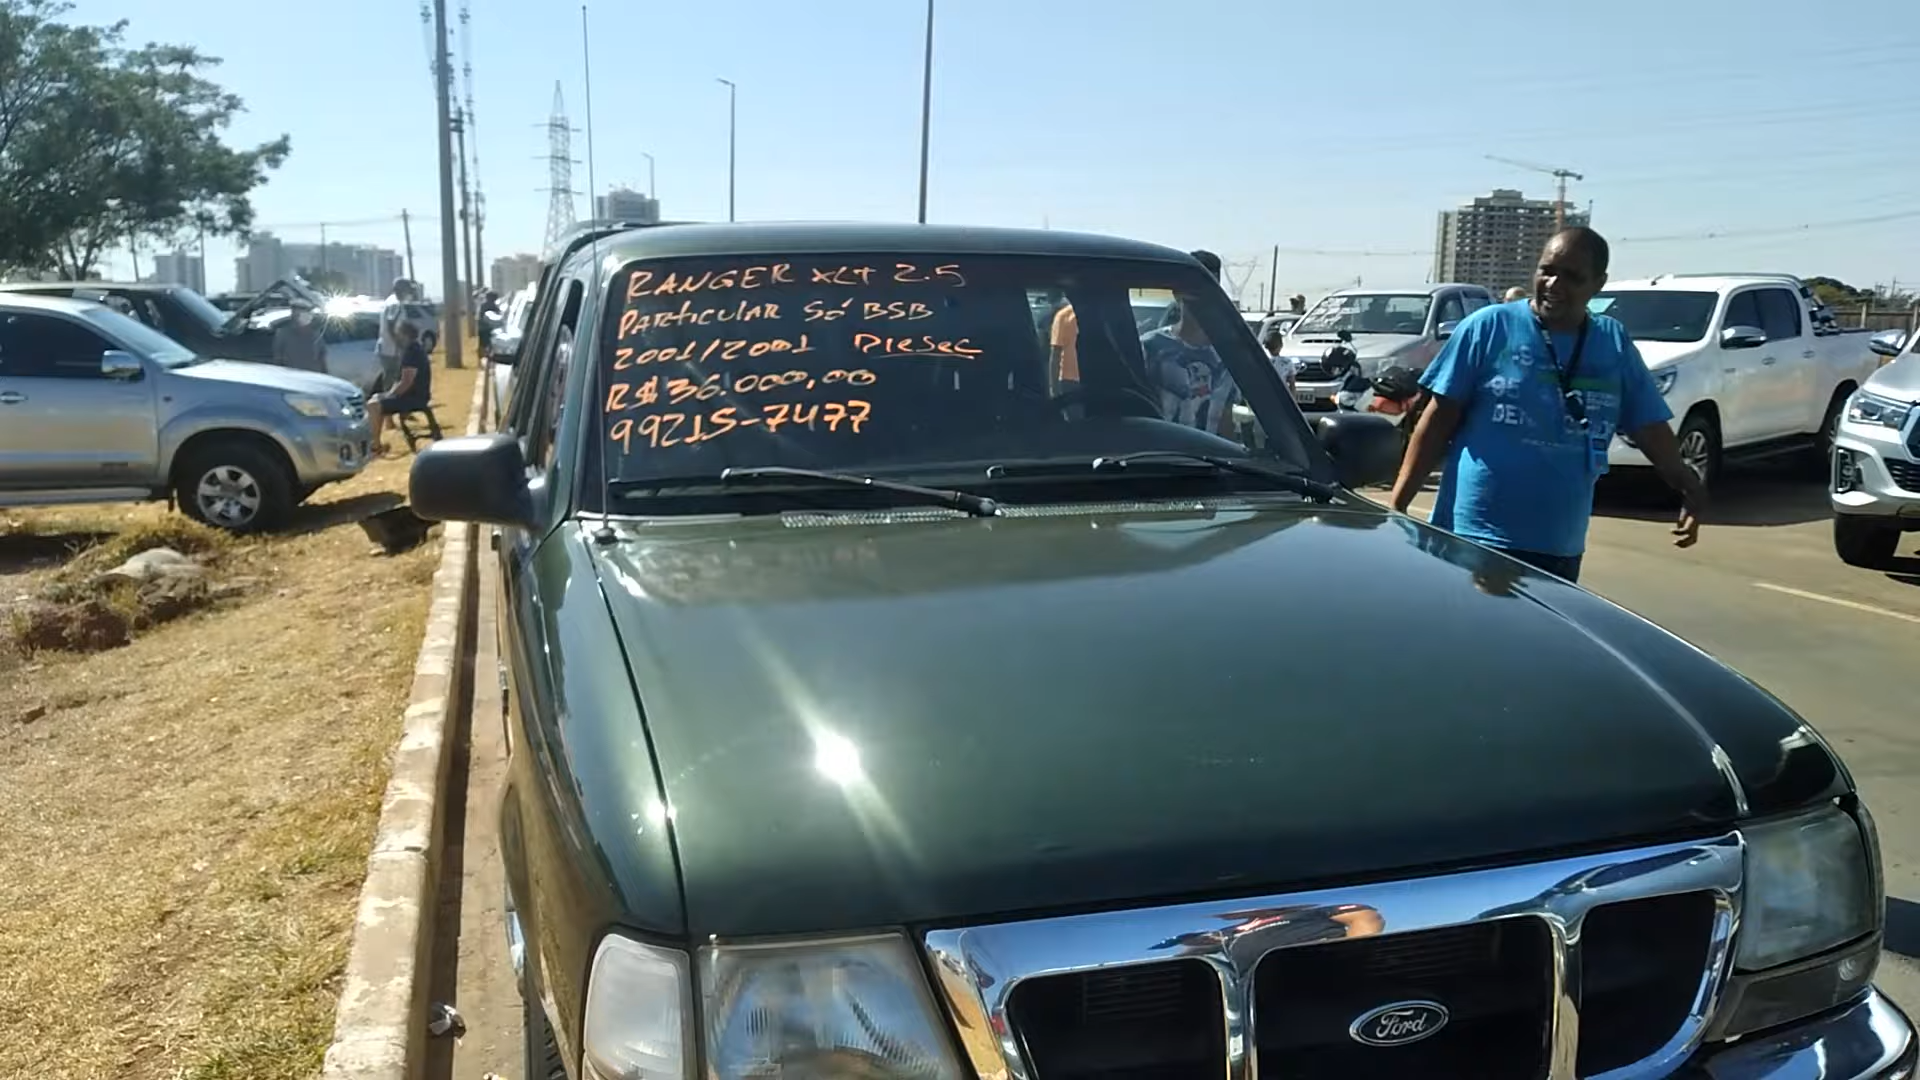 RANGER XLT 2.5
PARTICULAR SÓ BSB
2001/2001 DIESEL
R$36.000,00
99215-7477
Ford